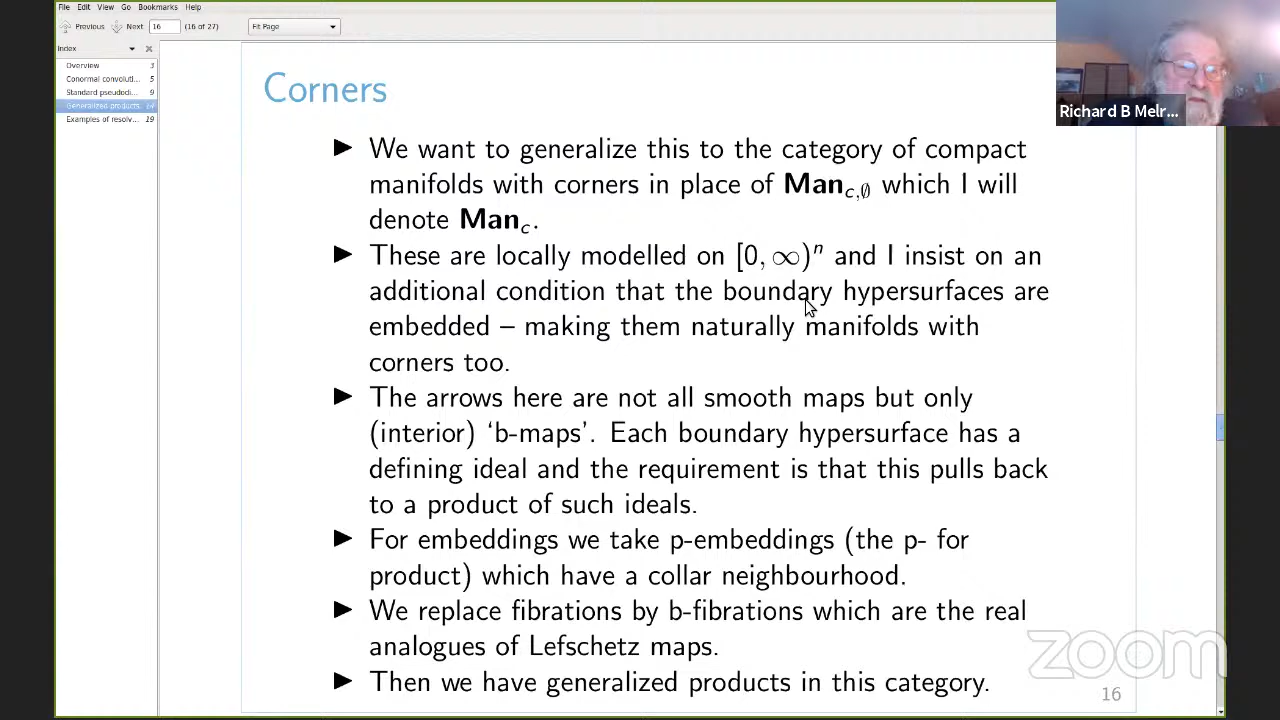 File Edit View Go Bookmarks Help
Previous Next 16 (16 of 27) Fit Page
Index
Overview 3
Conormal convoluti... 5
Standard pseudodi... 9
Generalized products 14
Examples of resolv... 19
Richard B Melr...
Corners
► We want to generalize this to the category of compact
manifolds with corners in place of Man_{c,∅} which I will
denote Man_c.
► These are locally modelled on [0, ∞)^n and I insist on an
additional condition that the boundary hypersurfaces are
embedded – making them naturally manifolds with
corners too.
► The arrows here are not all smooth maps but only
(interior) ‘b-maps’. Each boundary hypersurface has a
defining ideal and the requirement is that this pulls back
to a product of such ideals.
► For embeddings we take p-embeddings (the p- for
product) which have a collar neighbourhood.
► We replace fibrations by b-fibrations which are the real
analogues of Lefschetz maps.
► Then we have generalized products in this category.
zoom
16